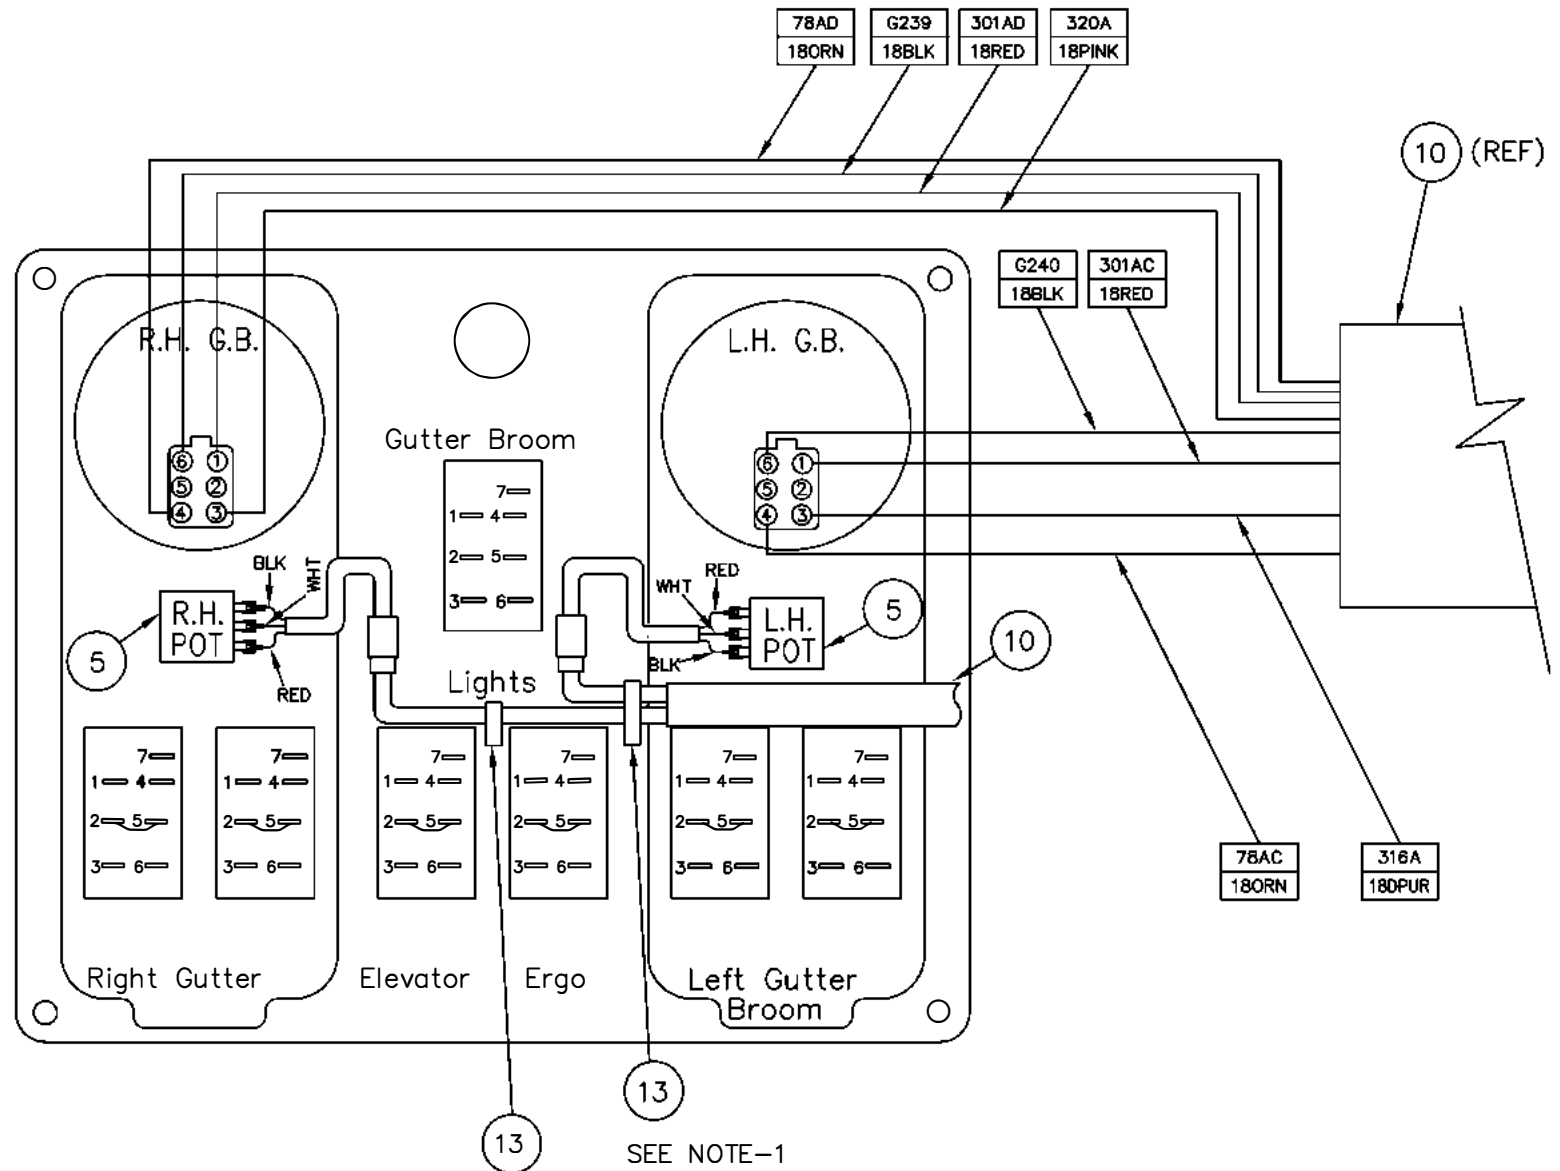 78AD
18ORN
G239
18BLK
301AD
18RED
320A
18PINK
10 (REF)
G240
18BLK
301AC
18RED
R.H. G.B.
L.H. G.B.
Gutter Broom
6 1
5 2
4 3
7
1 4
2 5
3 6
6 1
5 2
4 3
BLK
WHT
R.H.
POT
RED
5
WHT
RED
L.H.
POT
BLK
5
10
Lights
7
1 4
2 5
3 6
7
1 4
2 5
3 6
7
1 4
2 5
3 6
7
1 4
2 5
3 6
7
1 4
2 5
3 6
7
1 4
2 5
3 6
78AC
18ORN
316A
18DPUR
Right Gutter
Elevator
Ergo
Left Gutter
Broom
13
13
SEE NOTE-1